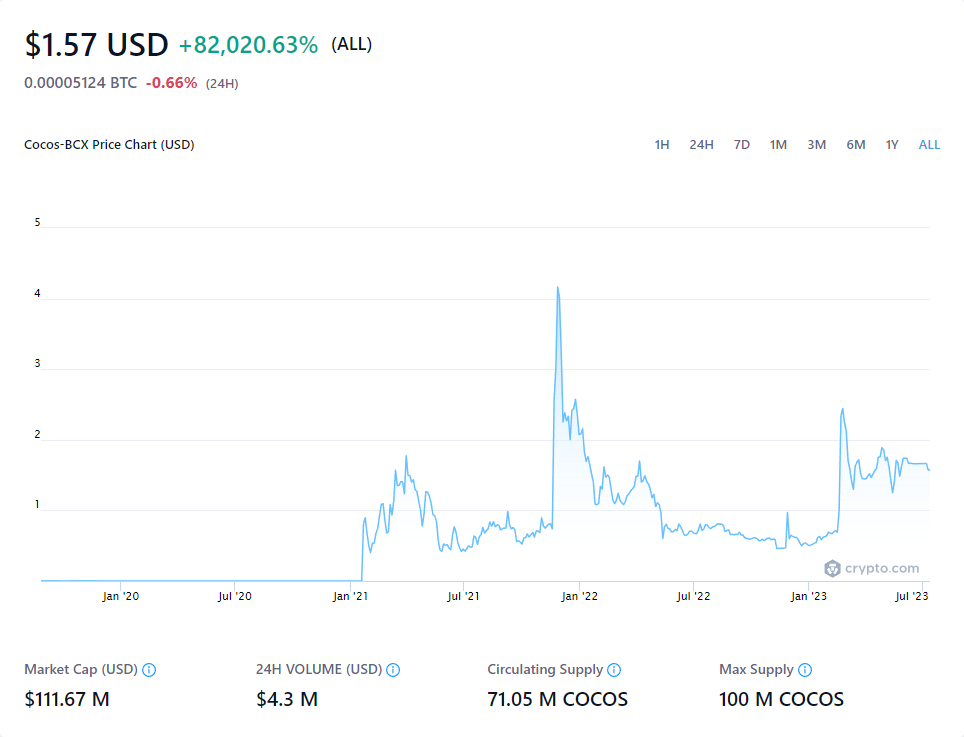 $1.57 USD +82,020.63% (ALL)
0.00005124 BTC -0.66% (24H)
Cocos-BCX Price Chart (USD) 1H 24H 7D 1M 3M 6M 1Y ALL
5
4
3
2
1
crypto.com
Jan '20 Jul '20 Jan '21 Jul '21 Jan '22 Jul '22 Jan '23 Jul '23
Market Cap (USD) 24H VOLUME (USD) Circulating Supply Max Supply
$111.67 M $4.3 M 71.05 M COCOS 100 M COCOS